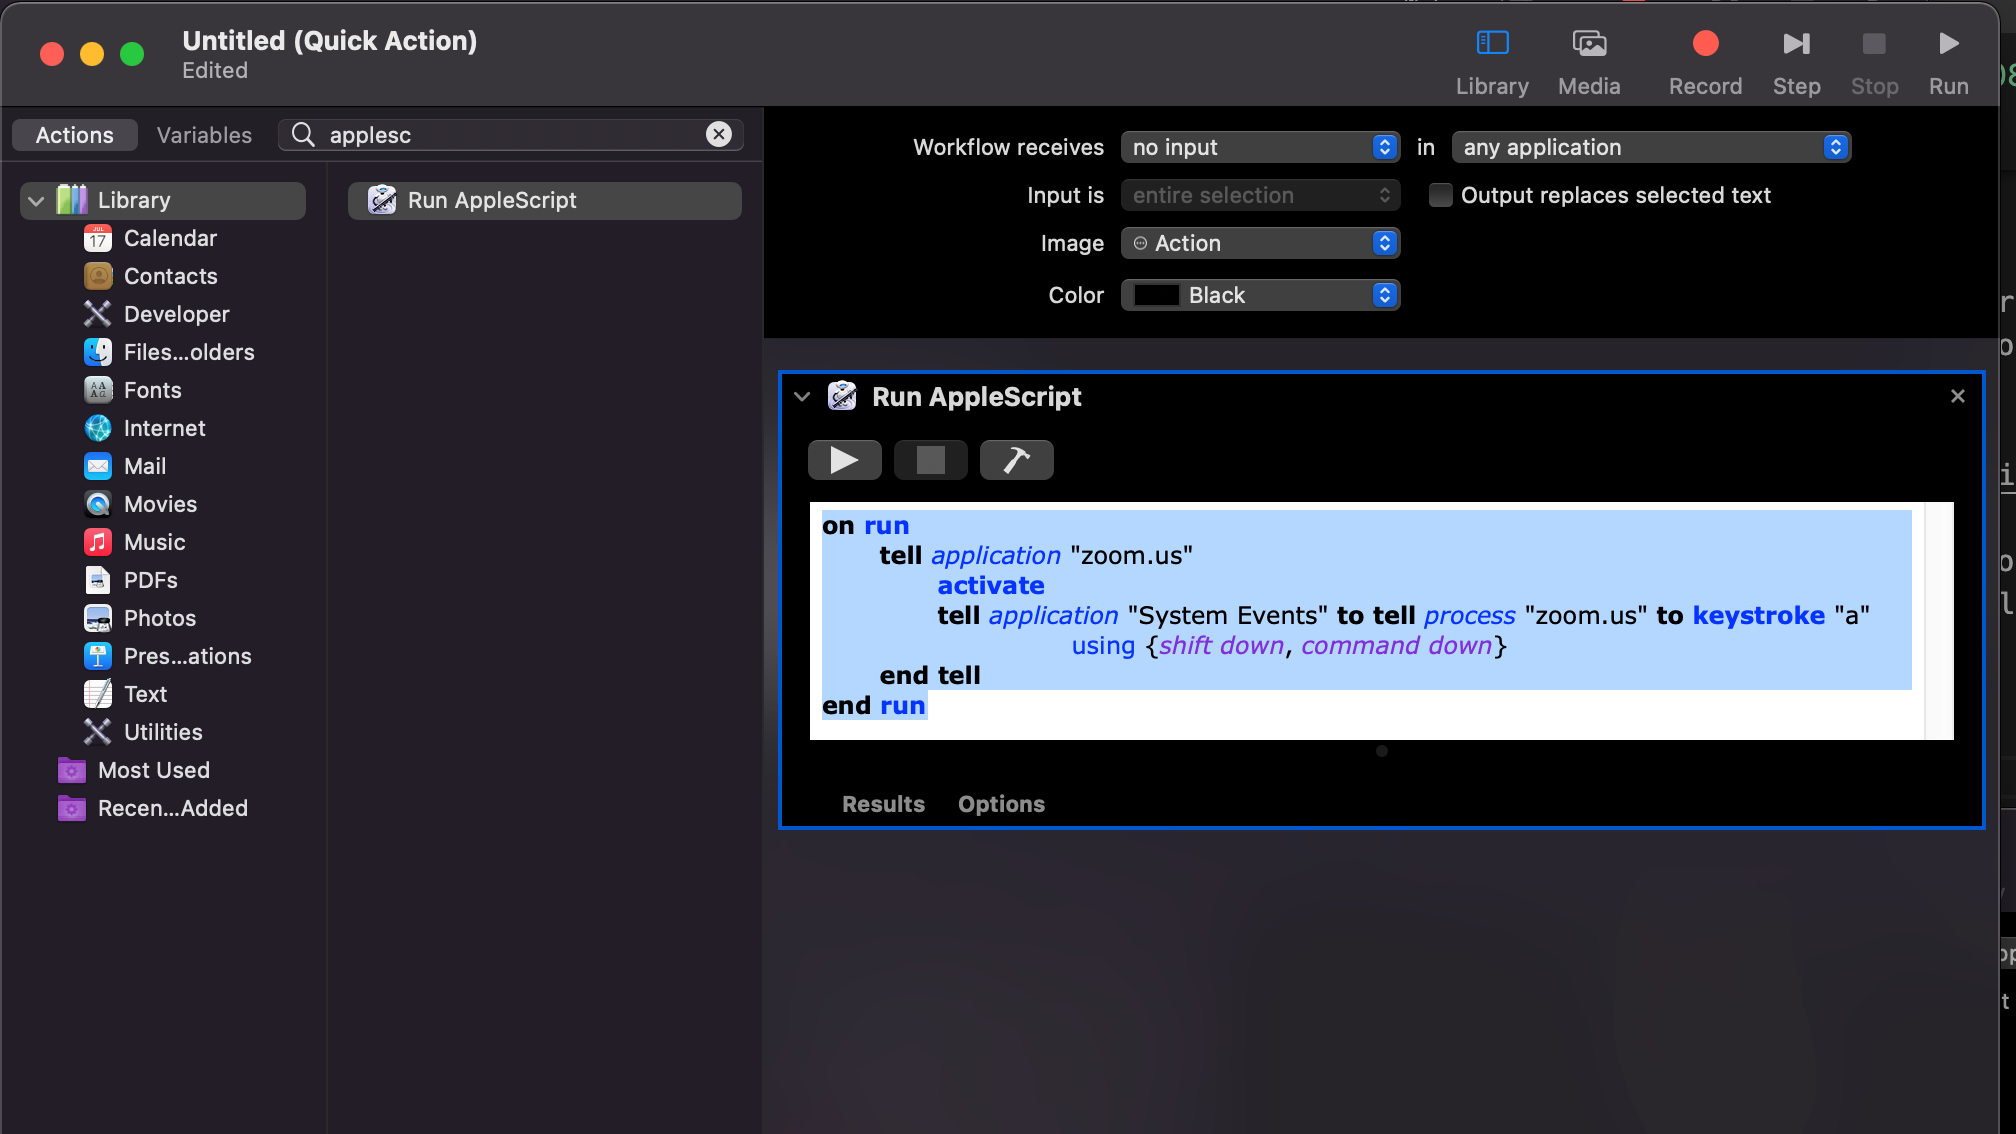 Untitled (Quick Action)
Edited
Library
Media
Record
Step
Stop
Run
Actions
Variables
applesc
Library
Calendar
JUL
17
Contacts
Developer
Files...olders
Fonts
Internet
Mail
Movies
Music
PDFs
Photos
Pres...ations
Text
Utilities
Most Used
Recen...Added
Run AppleScript
Workflow receives no input in any application
Input is entire selection Output replaces selected text
Image Action
Color Black
Run AppleScript
on run
tell application "zoom.us"
activate
tell application "System Events" to tell process "zoom.us" to keystroke "a"
using {shift down, command down}
end tell
end run
Results Options